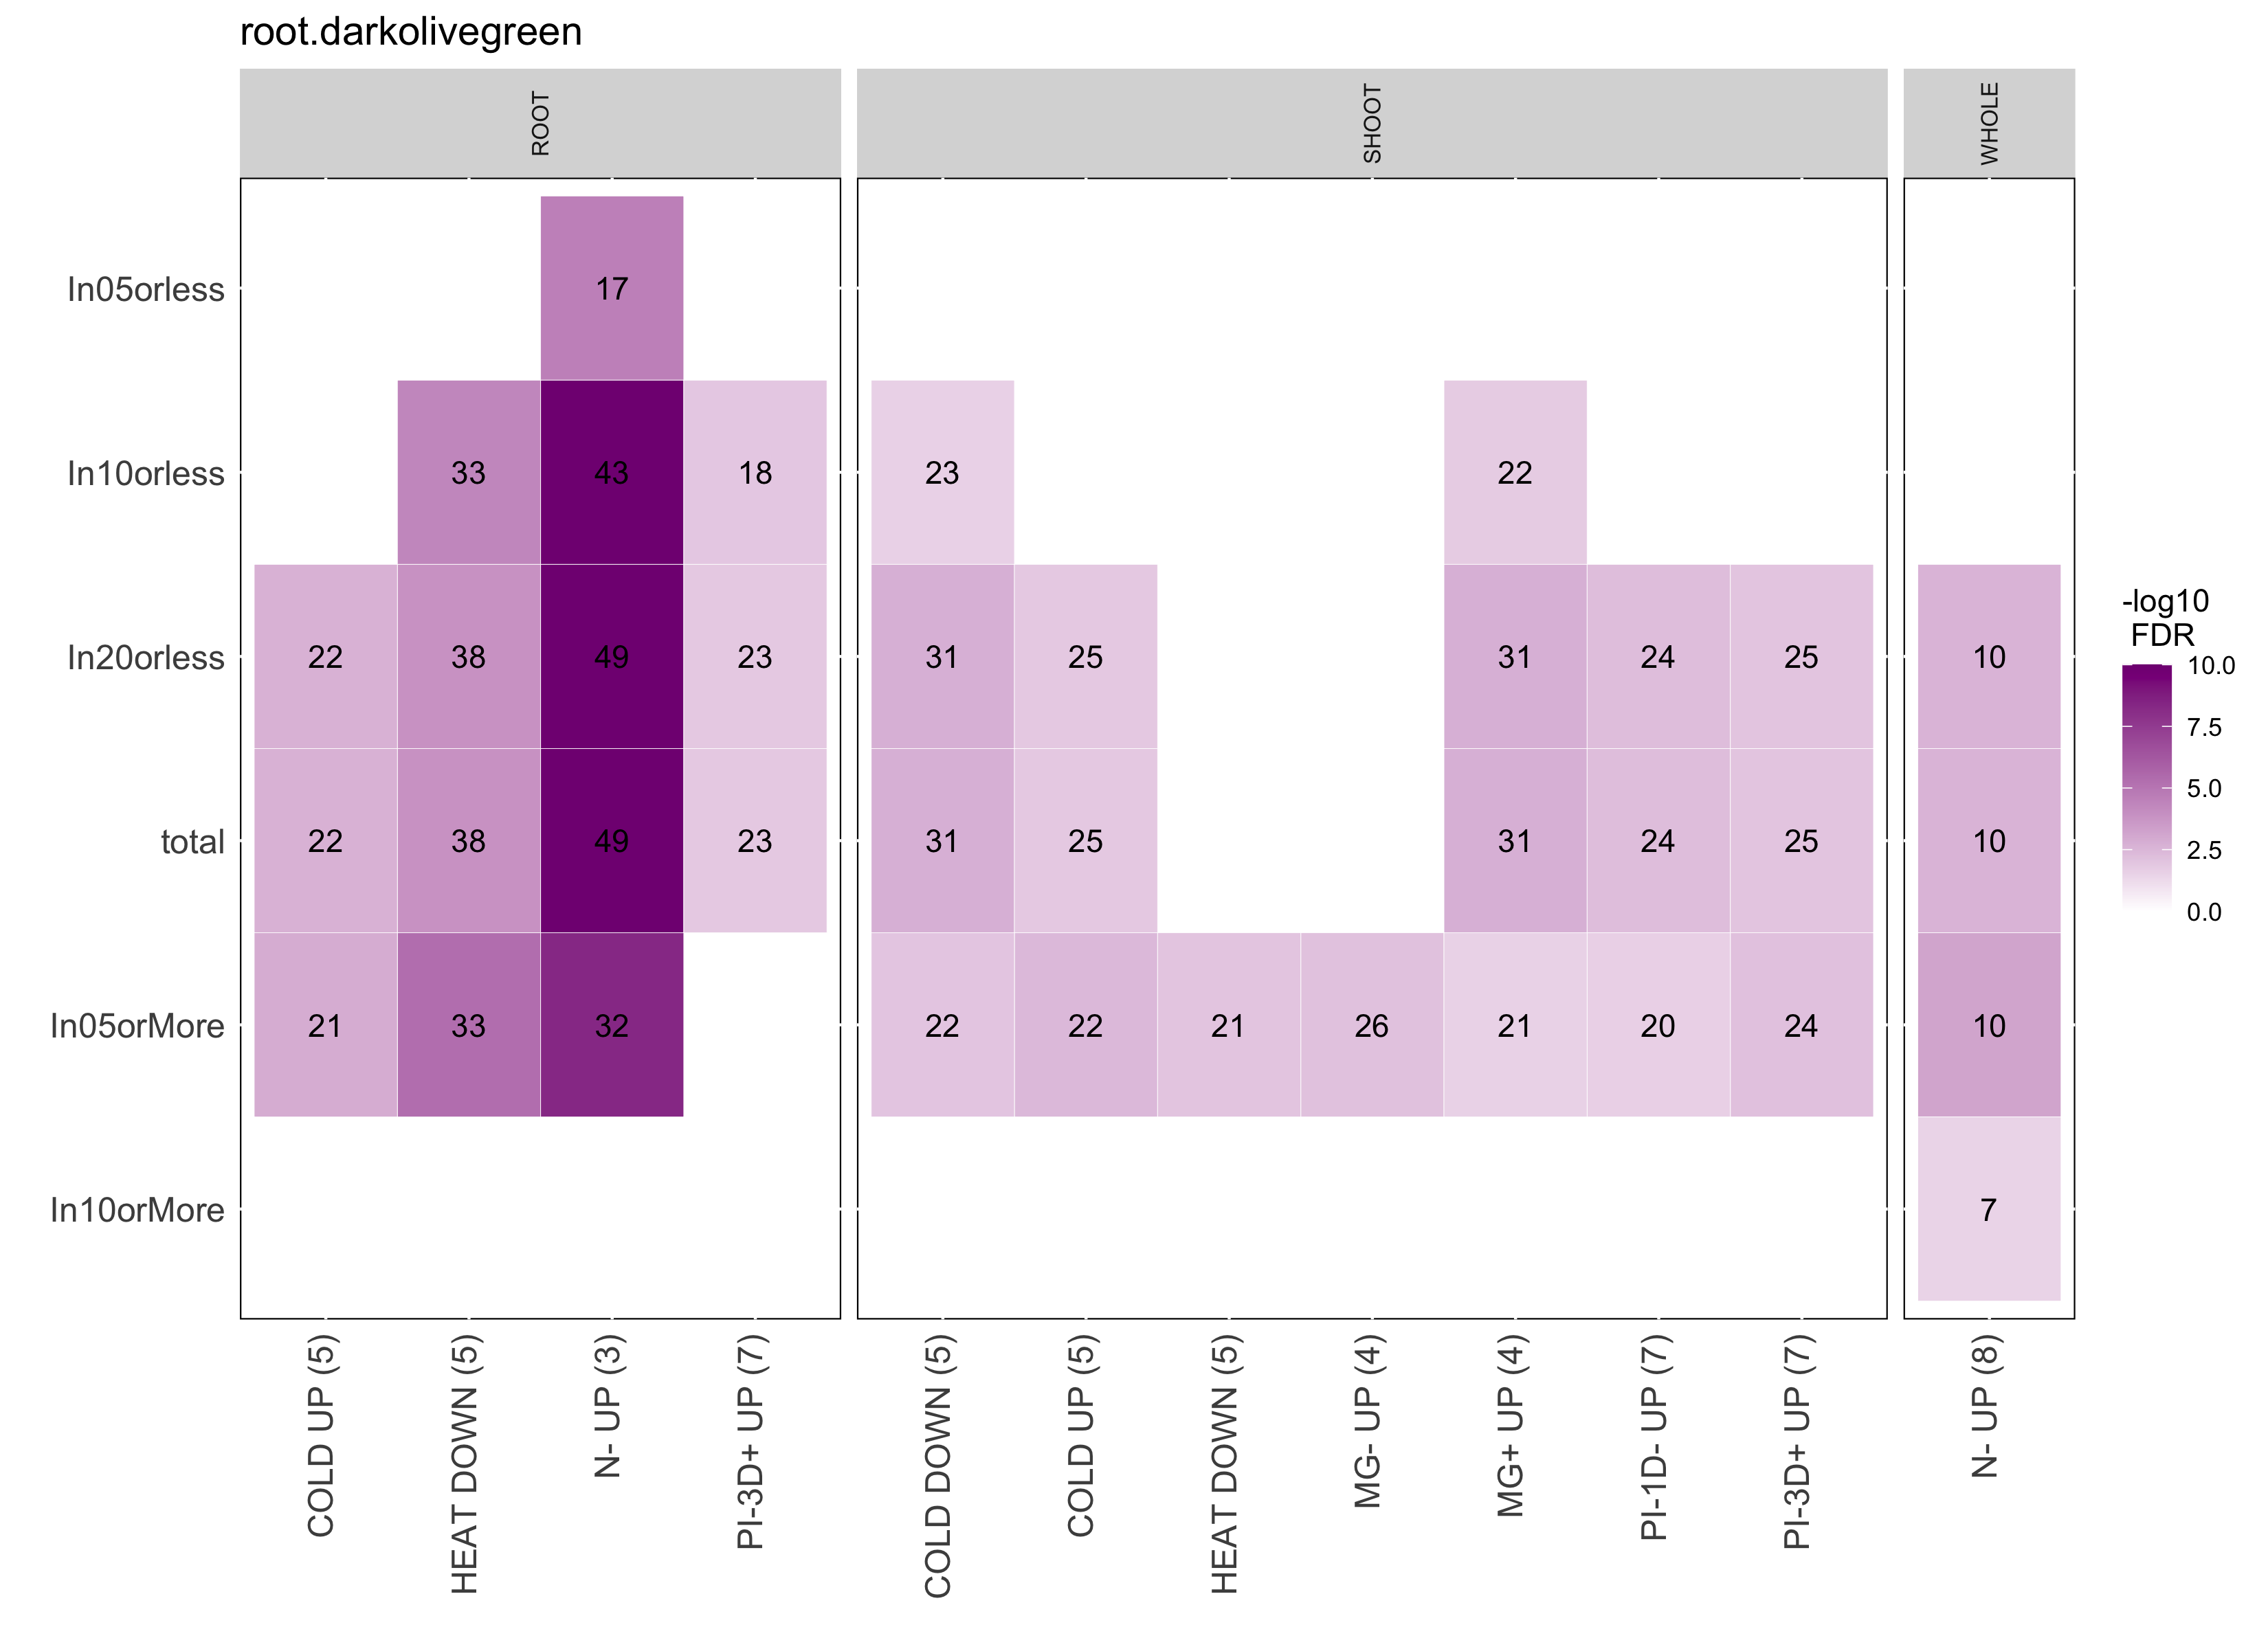 root.darkolivegreen
ROOT
SHOOT
WHOLE
In05orless
17
In10orless
33 43 18 23 22
In20orless
22 38 49 23 31 25 31 24 25 10
total
22 38 49 23 31 25 31 24 25 10
In05orMore
21 33 32 22 22 21 26 21 20 24 10
In10orMore
7
COLD UP (5)
HEAT DOWN (5)
N- UP (3)
PI-3D+ UP (7)
COLD DOWN (5)
COLD UP (5)
HEAT DOWN (5)
MG- UP (4)
MG+ UP (4)
PI-1D- UP (7)
PI-3D+ UP (7)
N- UP (8)
-log10
FDR
10.0
7.5
5.0
2.5
0.0